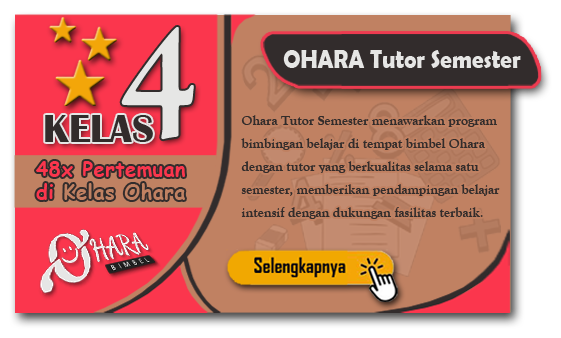 KELAS 4
48x Pertemuan
di Kelas Ohara
OHARA
BIMBEL
OHARA Tutor Semester
Ohara Tutor Semester menawarkan program
bimbingan belajar di tempat bimbel Ohara
dengan tutor yang berkualitas selama satu
semester, memberikan pendampingan belajar
intensif dengan dukungan fasilitas terbaik.
Selengkapnya